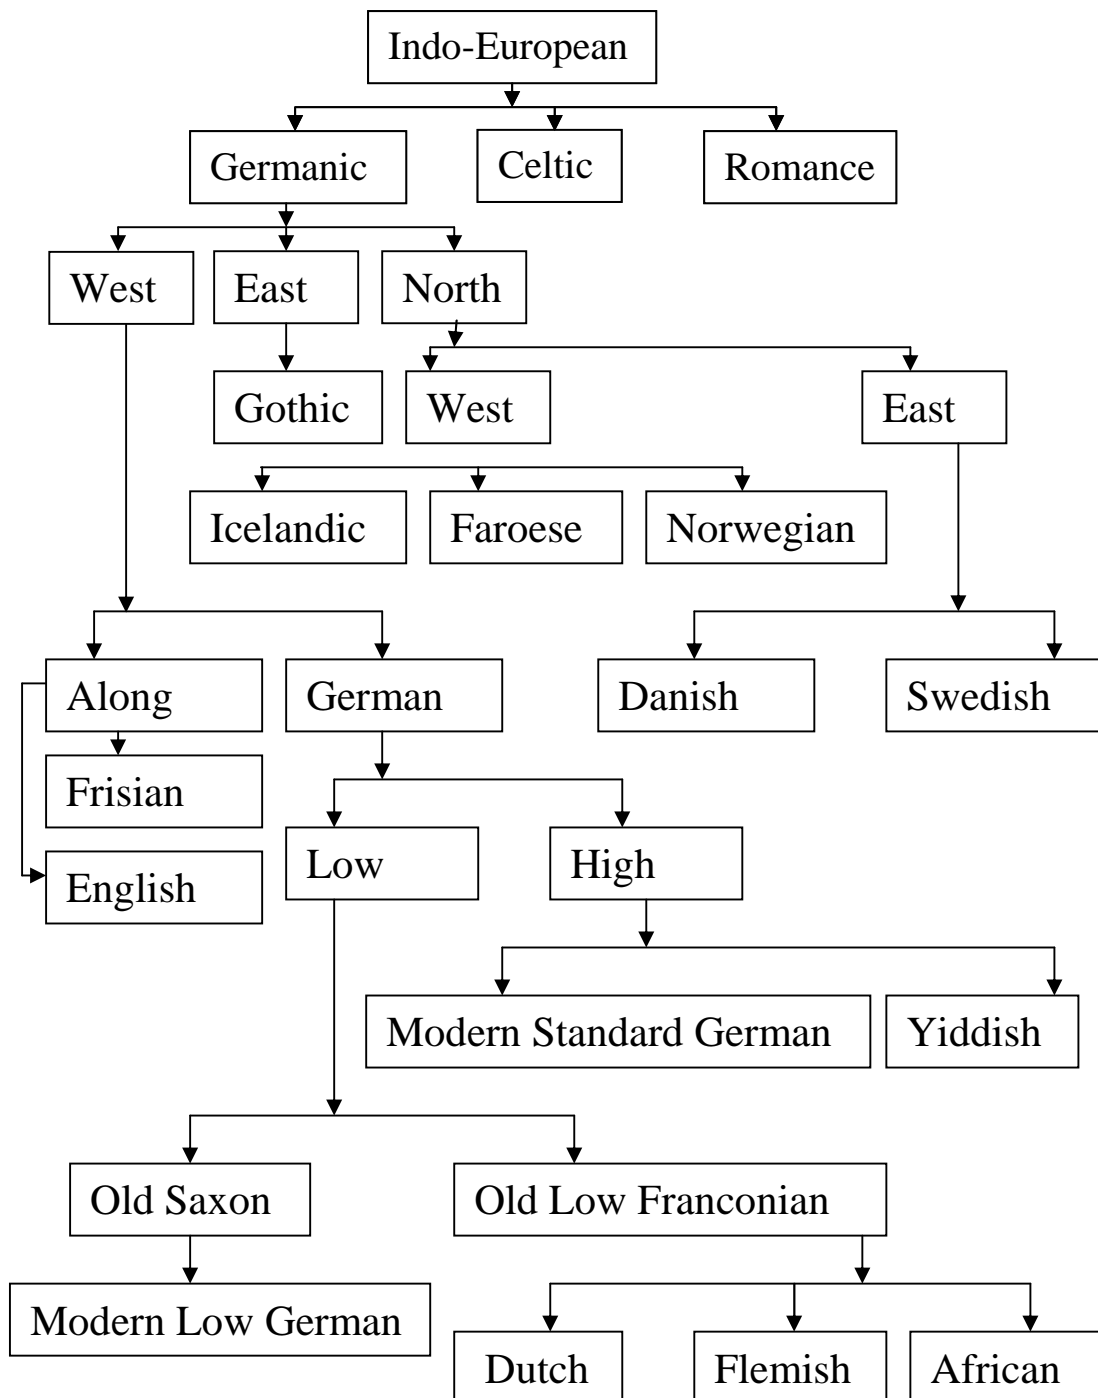 Indo-European
Germanic
Celtic
Romance
West
East
North
Gothic
West
East
Icelandic
Faroese
Norwegian
Along
German
Danish
Swedish
Frisian
Low
High
English
Modern Standard German
Yiddish
Old Saxon
Old Low Franconian
Modern Low German
Dutch
Flemish
African